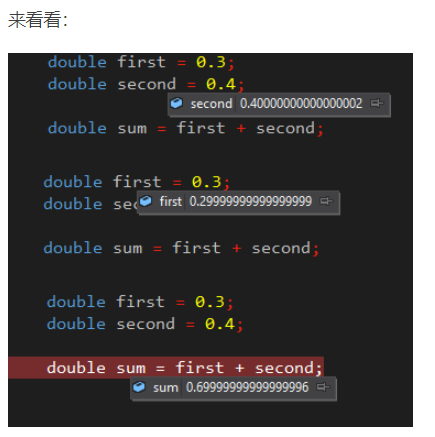 来看看：
double first = 0.3;
double second = 0.4;
second 0.40000000000000002
double sum = first + second;
double first = 0.3;
double sec
first 0.29999999999999999
double sum = first + second;
double first = 0.3;
double second = 0.4;
double sum = first + second;
sum 0.69999999999999996